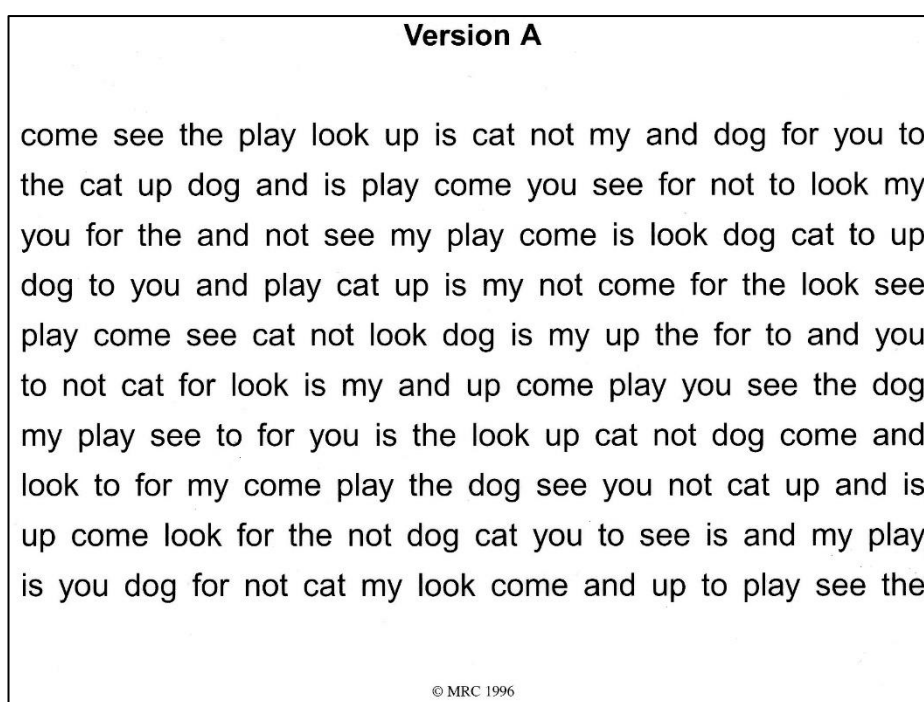 Version A
come see the play look up is cat not my and dog for you to
the cat up dog and is play come you see for not to look my
you for the and not see my play come is look dog cat to up
dog to you and play cat up is my not come for the look see
play come see cat not look dog is my up the for to and you
to not cat for look is my and up come play you see the dog
my play see to for you is the look up cat not dog come and
look to for my come play the dog see you not cat up and is
up come look for the not dog cat you to see is and my play
is you dog for not cat my look come and up to play see the
© MRC 1996